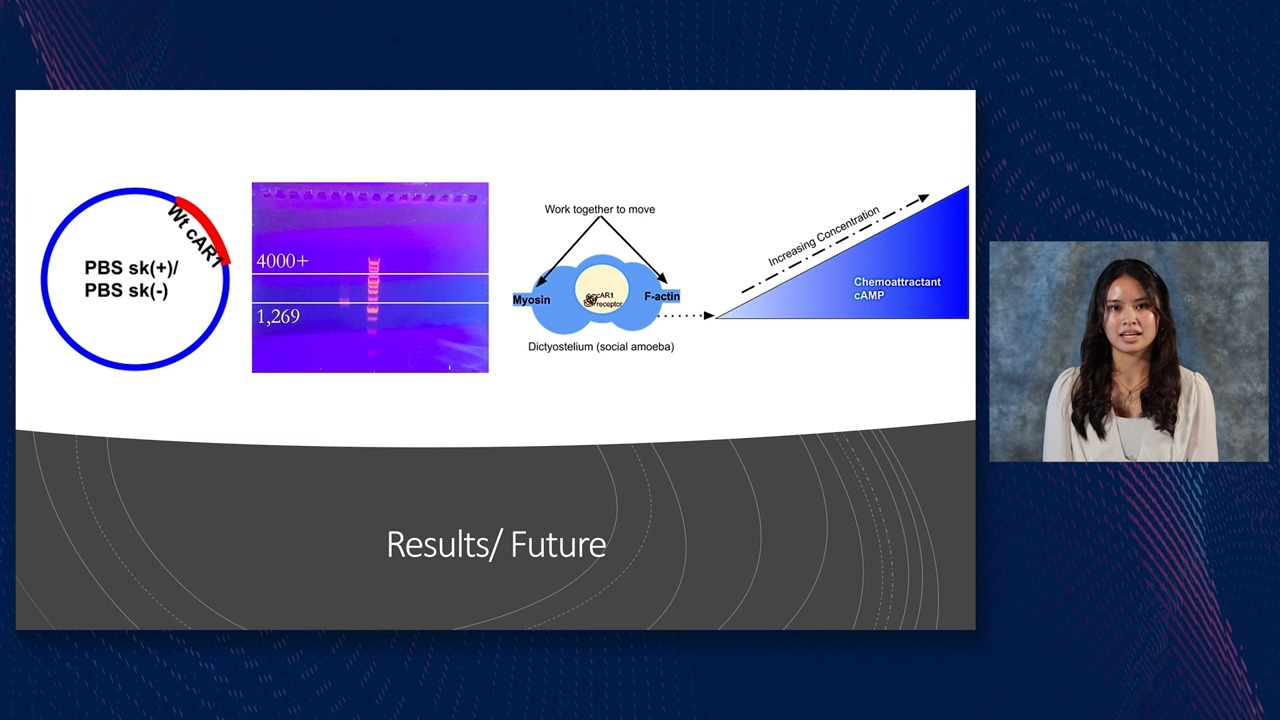 Wt cAR1
PBS sk(+)/
PBS sk(-)
4000+
1,269
Work together to move
Myosin
F-actin
cAR1
receptor
Dictyostelium (social amoeba)
Increasing Concentration
Chemoattractant
cAMP
Results/ Future